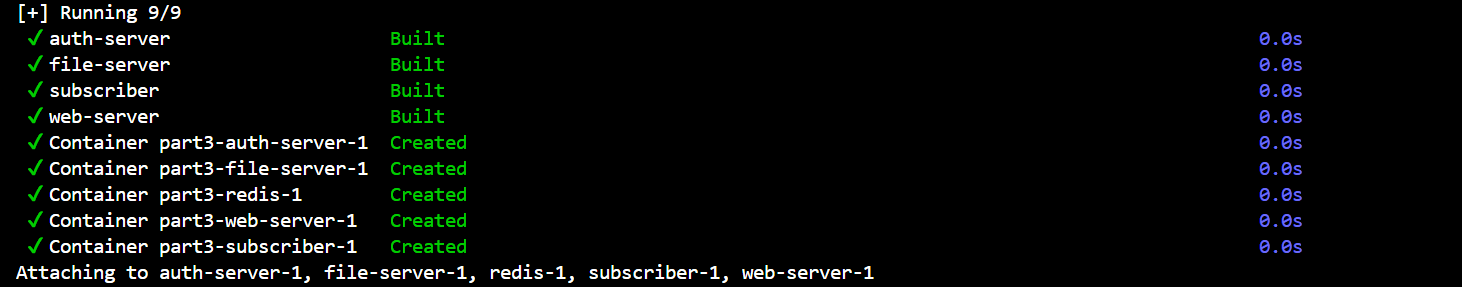 [+] Running 9/9
✓ auth-server Built 0.0s
✓ file-server Built 0.0s
✓ subscriber Built 0.0s
✓ web-server Built 0.0s
✓ Container part3-auth-server-1 Created 0.0s
✓ Container part3-file-server-1 Created 0.0s
✓ Container part3-redis-1 Created 0.0s
✓ Container part3-web-server-1 Created 0.0s
✓ Container part3-subscriber-1 Created 0.0s
Attaching to auth-server-1, file-server-1, redis-1, subscriber-1, web-server-1